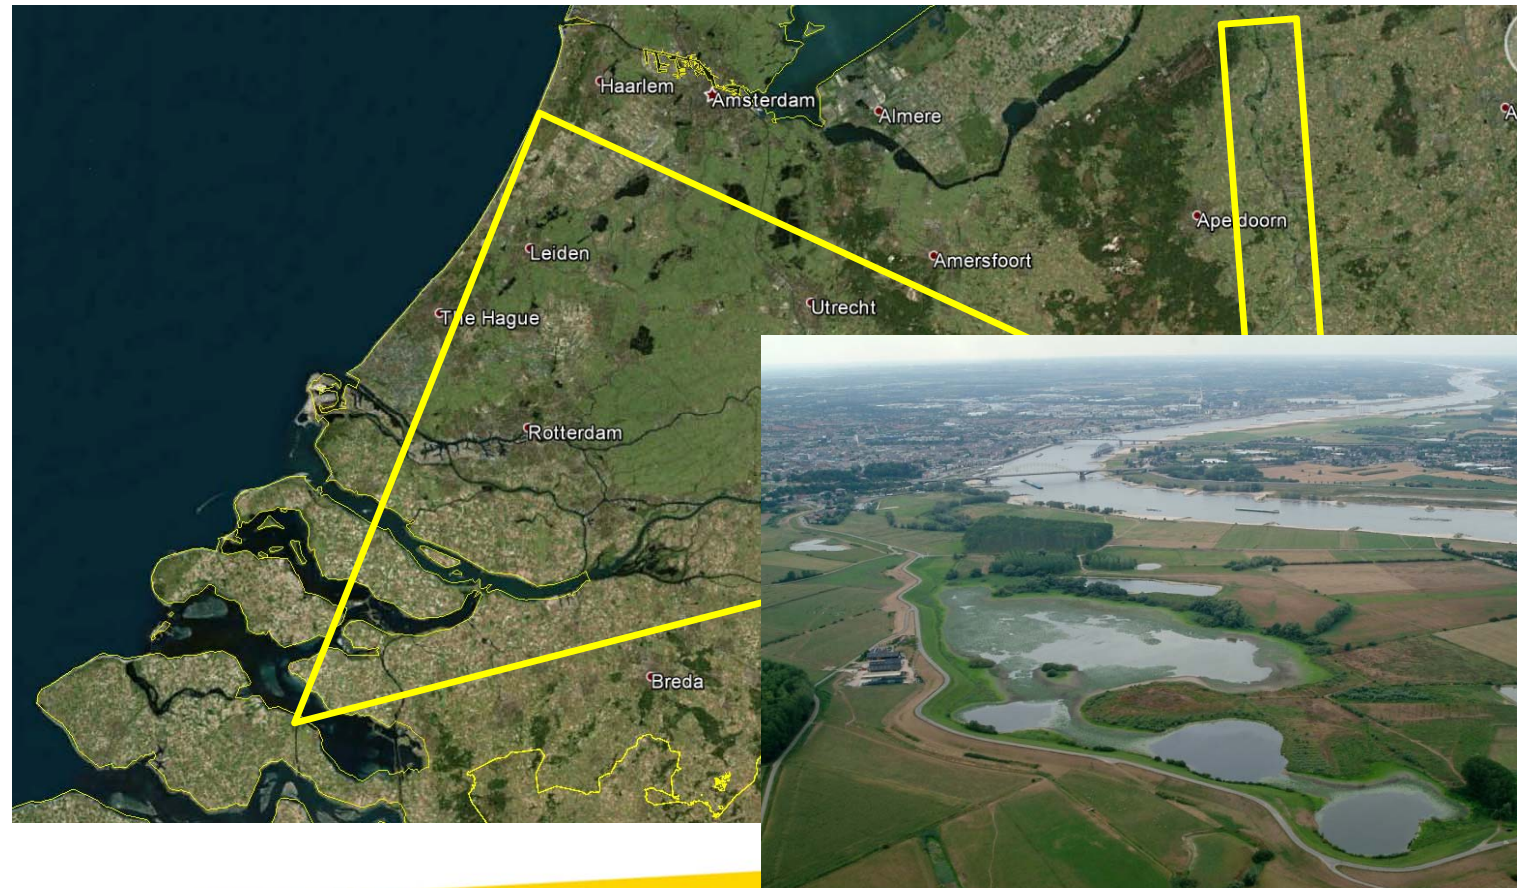 Haarlem
Amsterdam
Almere
Apeldoorn
Leiden
Amersfoort
Utrecht
The Hague
Rotterdam
Breda
A